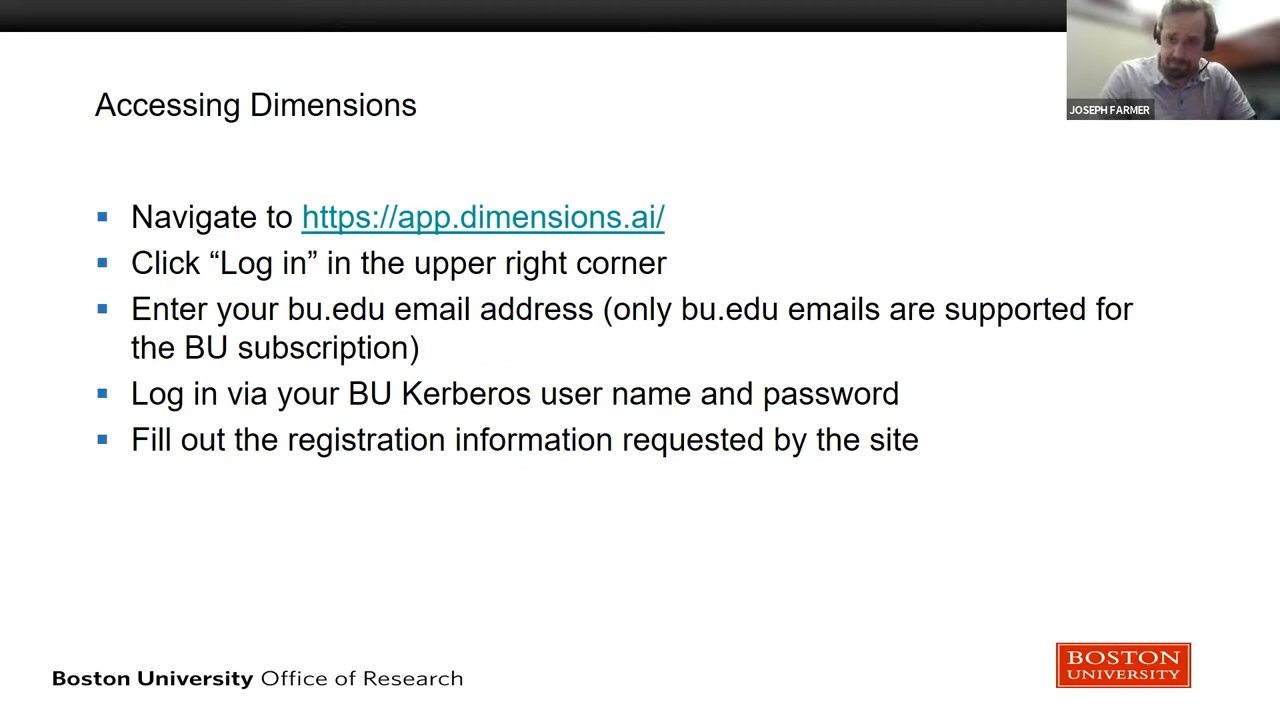 JOSEPH FARMER
Accessing Dimensions
Navigate to https://app.dimensions.ai/
Click “Log in” in the upper right corner
Enter your bu.edu email address (only bu.edu emails are supported for
the BU subscription)
Log in via your BU Kerberos user name and password
Fill out the registration information requested by the site
Boston University Office of Research
BOSTON
UNIVERSITY